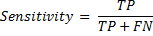 Sensitivity = TP / TP + FN